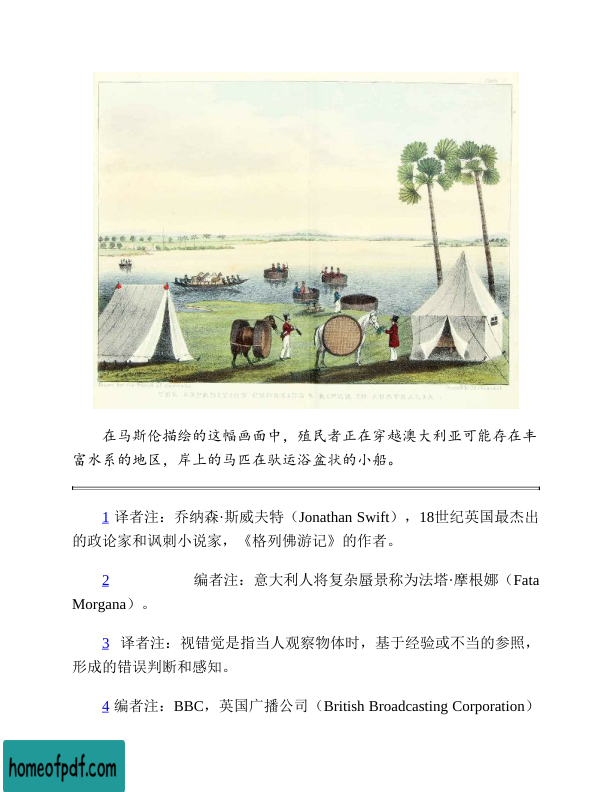 THE EXPEDITION CROSSING A RIVER IN AUSTRALIA
在马斯伦描绘的这幅画面中，殖民者正在穿越澳大利亚可能存在丰
富水系的地区，岸上的马匹在驮运浴盆状的小船。
1 译者注：乔纳森·斯威夫特（Jonathan Swift），18世纪英国最杰出
的政论家和讽刺小说家，《格列佛游记》的作者。
2 编者注：意大利人将复杂蜃景称为法塔·摩根娜（Fata
Morgana）。
3 译者注：视错觉是指当人观察物体时，基于经验或不当的参照，
形成的错误判断和感知。
4 编者注：BBC，英国广播公司（British Broadcasting Corporation）
homeofpdf.com